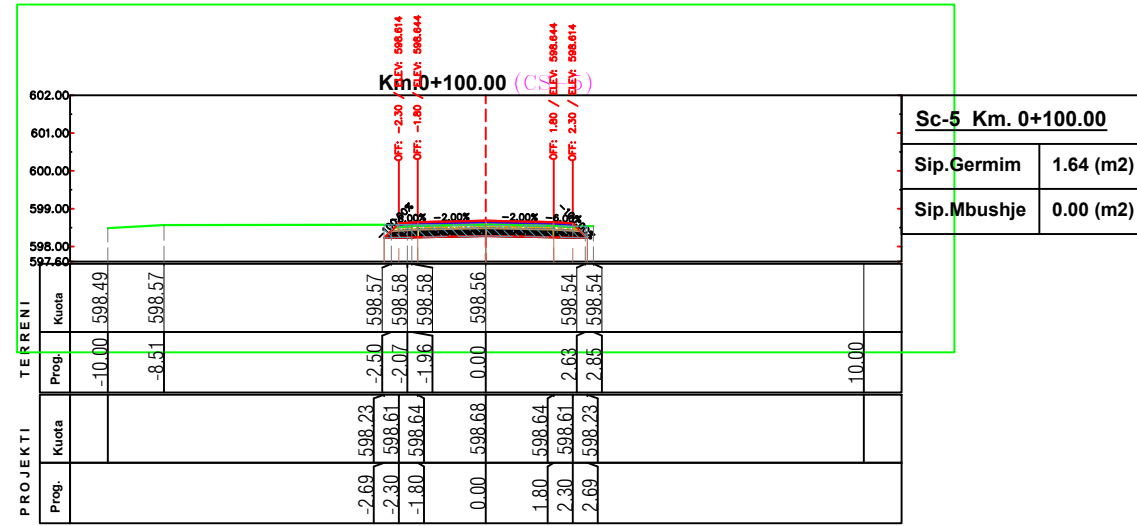 OFF: -2.30 / ELEV: 598.614
OFF: -1.80 / ELEV: 598.644
OFF: 1.80 / ELEV: 598.644
OFF: 2.30 / ELEV: 598.614
Km.0+100.00 (CS-5)
602.00
601.00
600.00
599.00
598.00
597.60
-2.00% -2.00% -6.00%
Sc-5 Km. 0+100.00
Sip.Germim 1.64 (m2)
Sip.Mbushje 0.00 (m2)
TERRENI
Kuota 598.49 598.57 598.57 598.58 598.58 598.56 598.54 598.54
Prog. -10.00 -8.51 -2.50 -2.07 -1.96 0.00 2.63 2.85 10.00
PROJEKTI
Kuota 598.23 598.61 598.64 598.68 598.64 598.61 598.23
Prog. -2.69 -2.30 -1.80 0.00 1.80 2.30 2.69